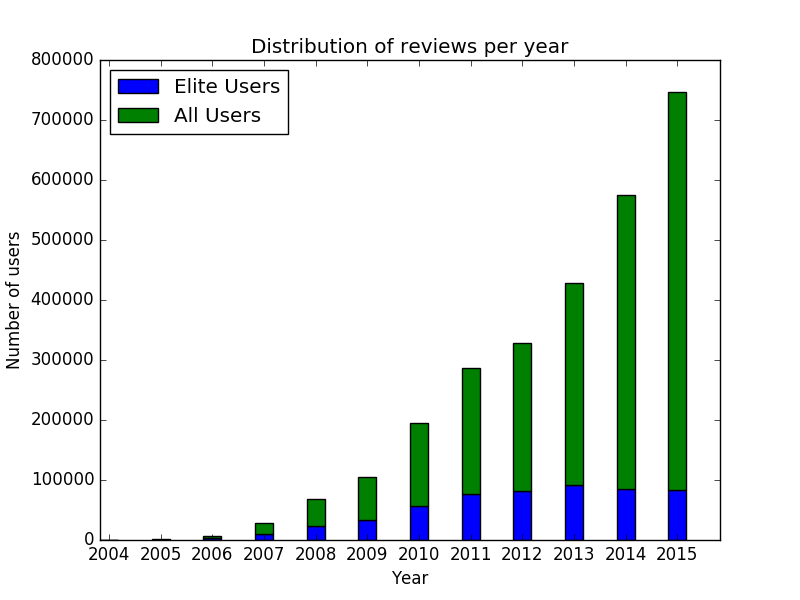 Distribution of reviews per year
800000
700000
600000
500000
400000
300000
200000
100000
0
Number of users
Elite Users
All Users
2004 2005 2006 2007 2008 2009 2010 2011 2012 2013 2014 2015
Year